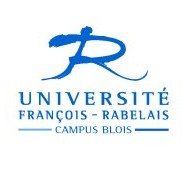 R
UNIVERSITÉ
FRANÇOIS - RABELAIS
CAMPUS BLOIS